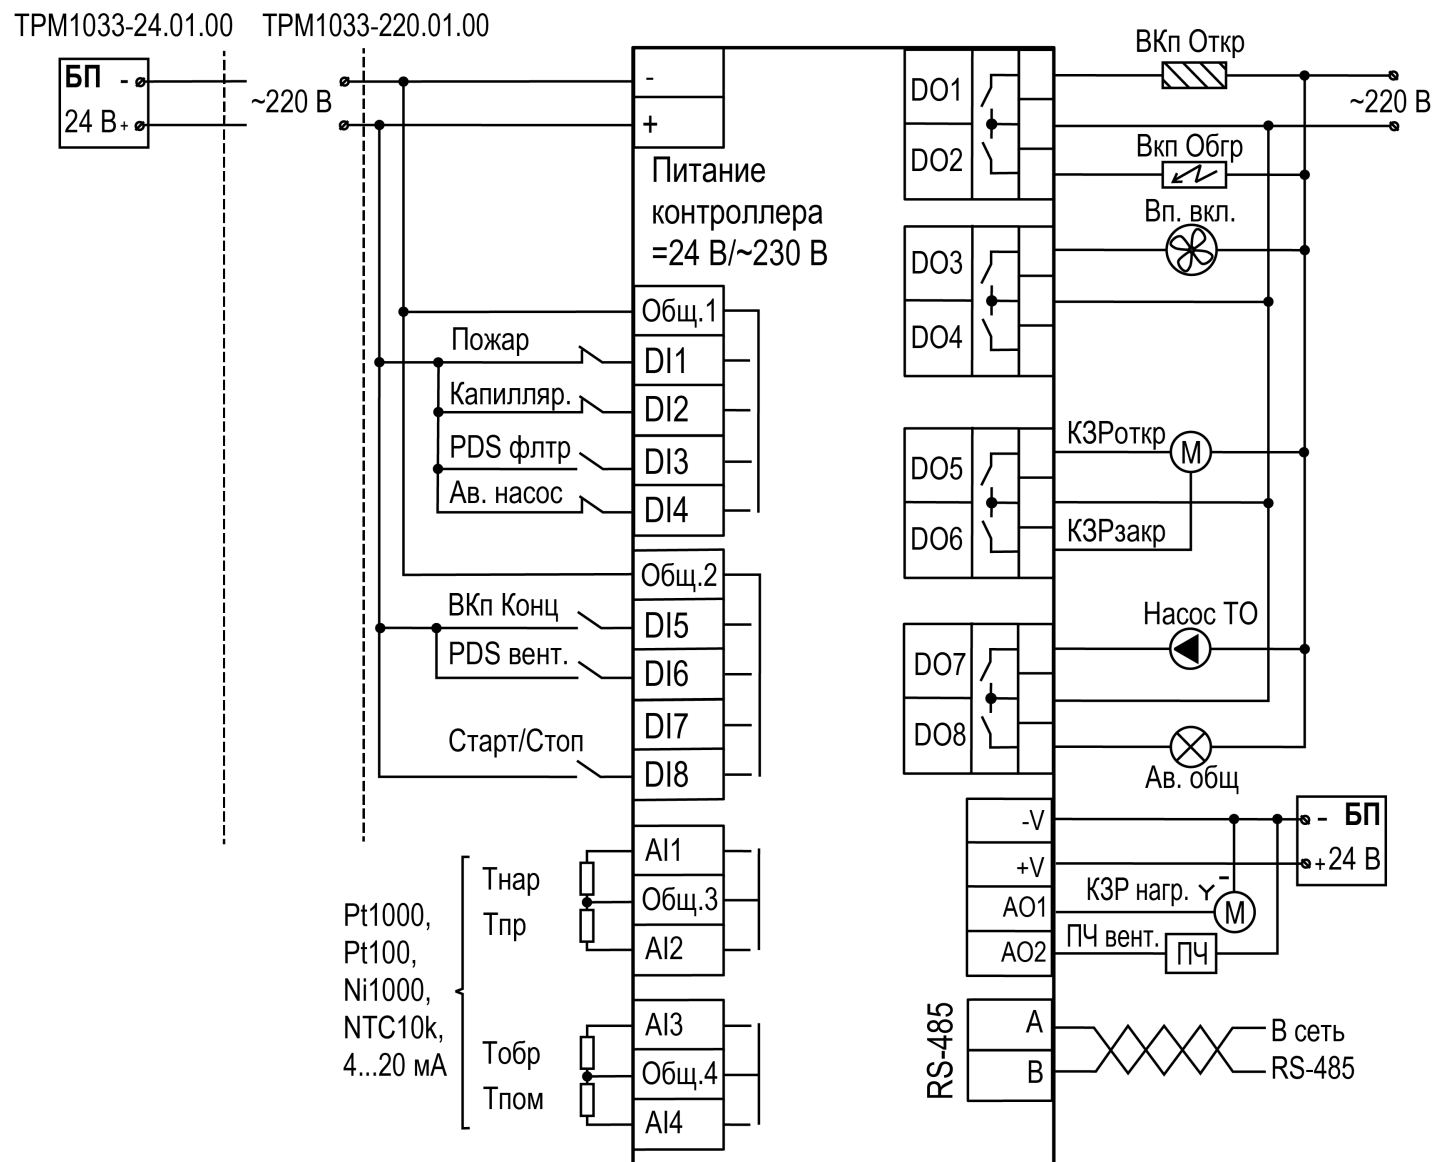 ТРМ1033-24.01.00
ТРМ1033-220.01.00
БП -
24 В +
~220 В
-
+
Питание
контроллера
=24 В/~230 В
Общ.1
Пожар
DI1
Капилляр.
DI2
PDS флтр
DI3
Ав. насос
DI4
Общ.2
ВКп Конц
DI5
PDS вент.
DI6
DI7
Старт/Стоп
DI8
AI1
Тнар
Общ.3
Тпр
AI2
Pt1000,
Pt100,
Ni1000,
NTC10k,
4...20 мА
AI3
Тобр
Общ.4
Тпом
AI4
ВКп Откр
DO1
~220 В
Вкп Обгр
DO2
Вп. вкл.
DO3
DO4
КЗРоткр
M
DO5
КЗРзакр
DO6
Насос ТО
DO7
DO8
Ав. общ
-V
- БП
+V
+ 24 В
КЗР нагр. Y -
AO1
M
ПЧ вент.
AO2
ПЧ
RS-485
A
B
В сеть
RS-485